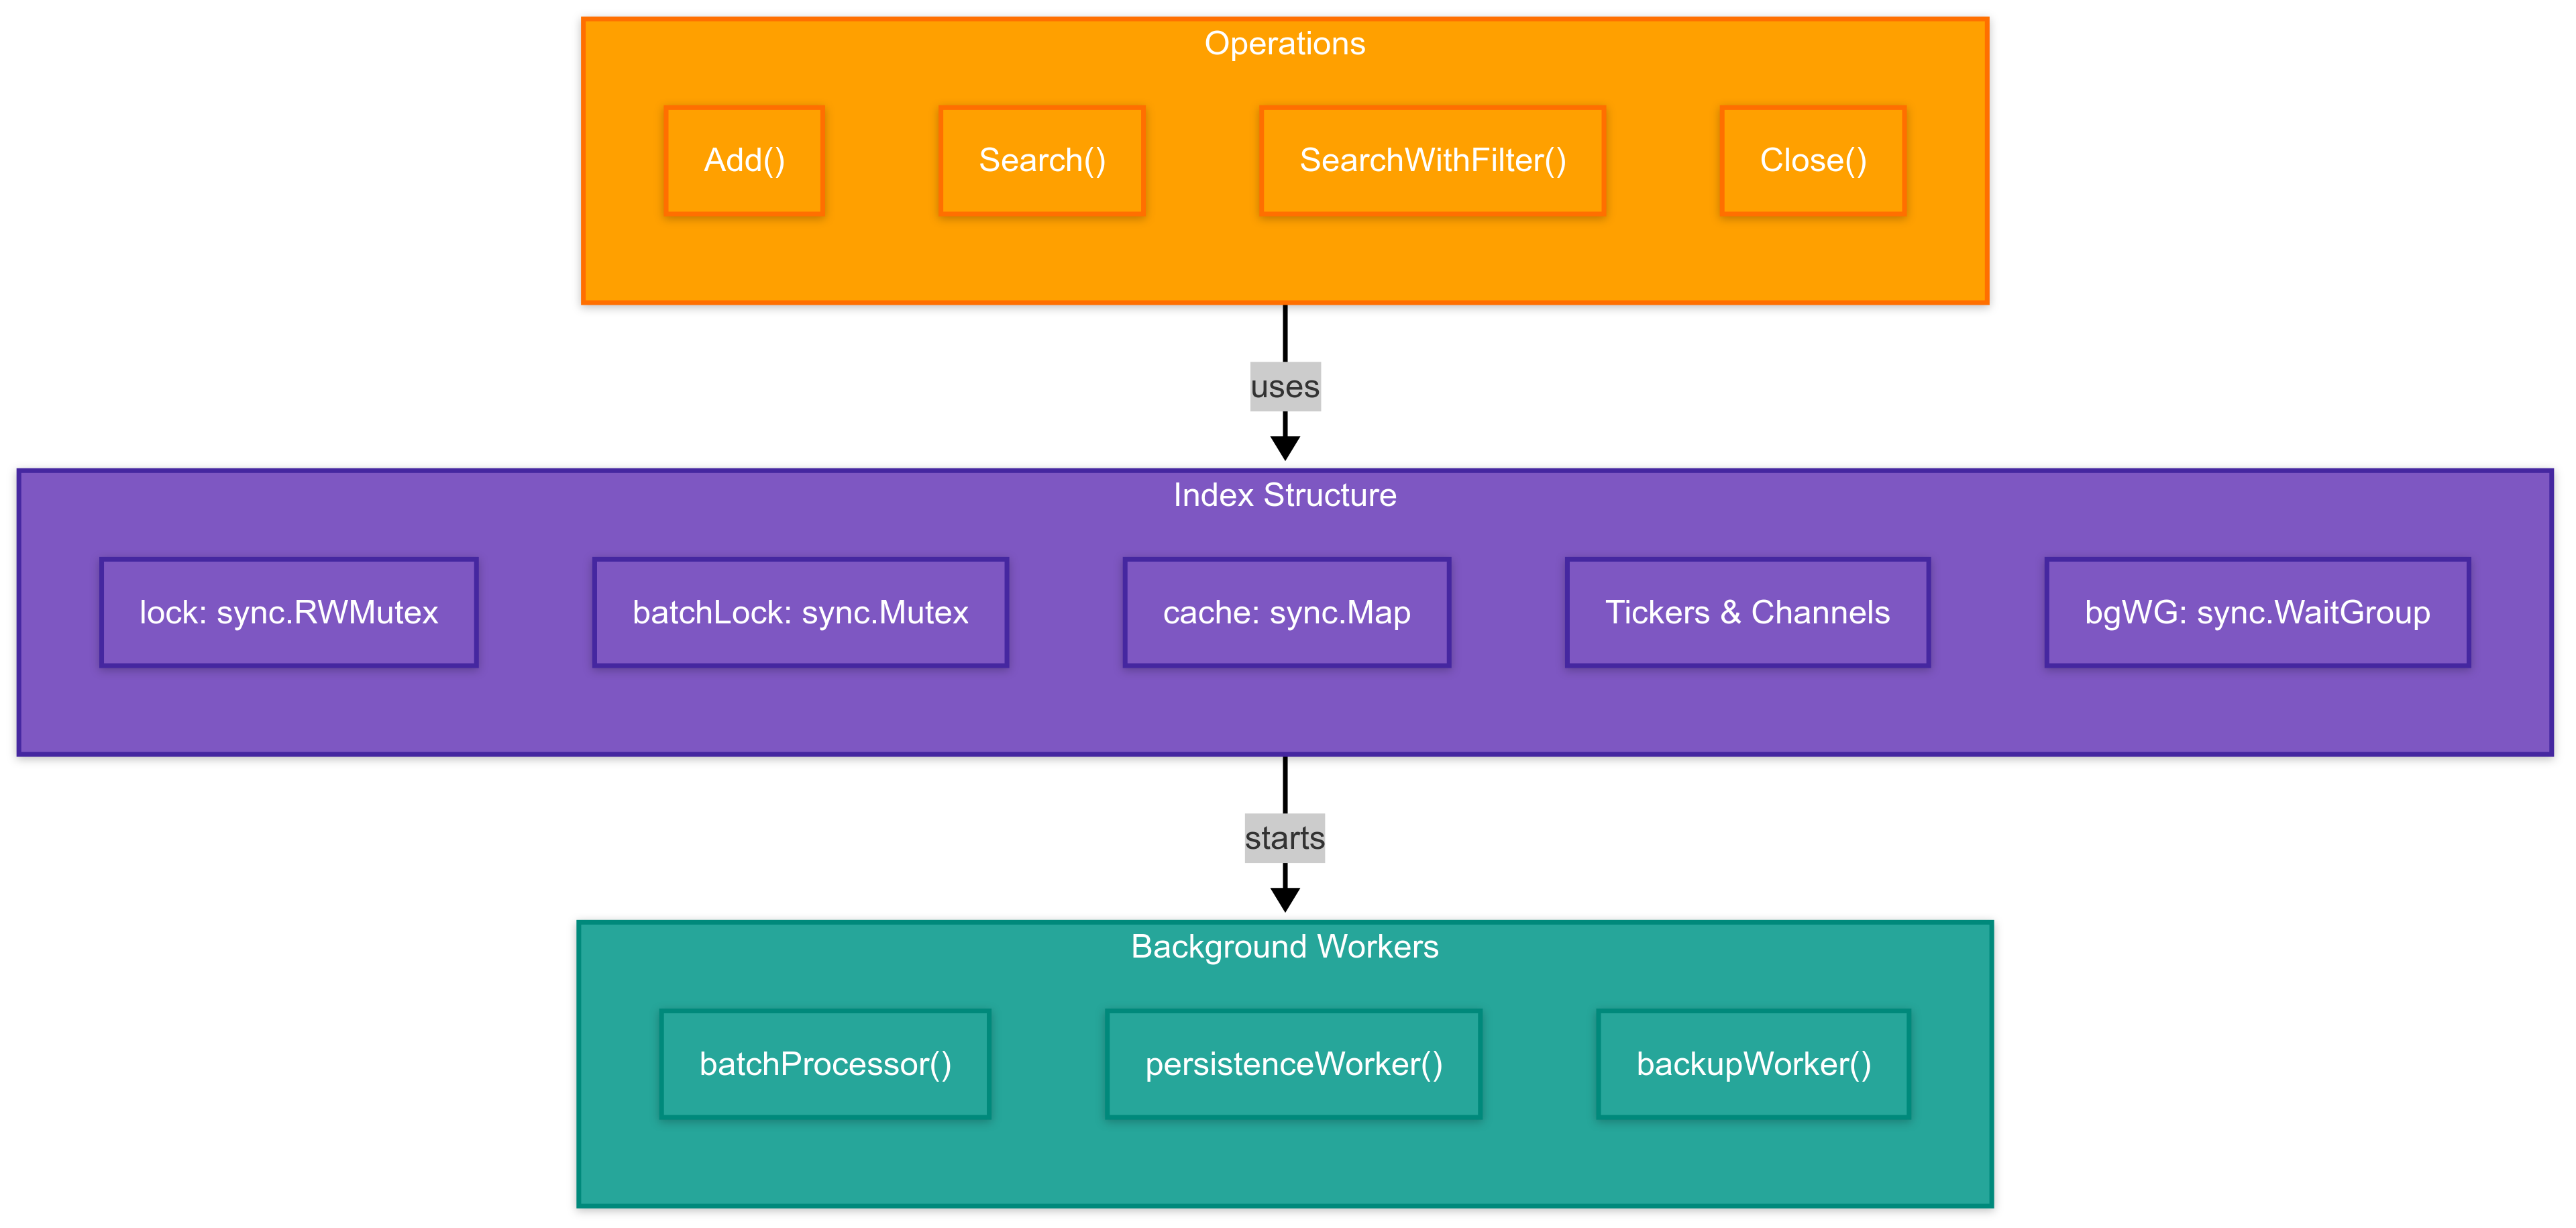 Operations
Add()
Search()
SearchWithFilter()
Close()
uses
Index Structure
lock: sync.RWMutex
batchLock: sync.Mutex
cache: sync.Map
Tickers & Channels
bgWG: sync.WaitGroup
starts
Background Workers
batchProcessor()
persistenceWorker()
backupWorker()